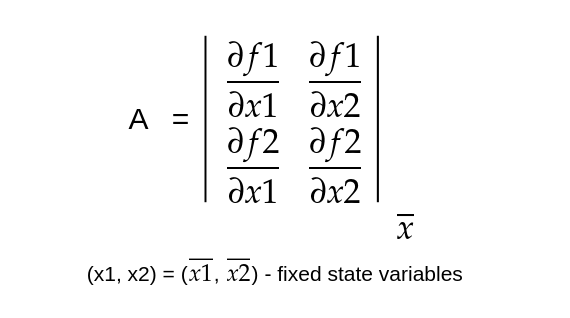 A = | ∂f1/∂x1 ∂f1/∂x2 |
| ∂f2/∂x1 ∂f2/∂x2 |
x̅
(x1, x2) = (x̅1̅, x̅2̅) - fixed state variables